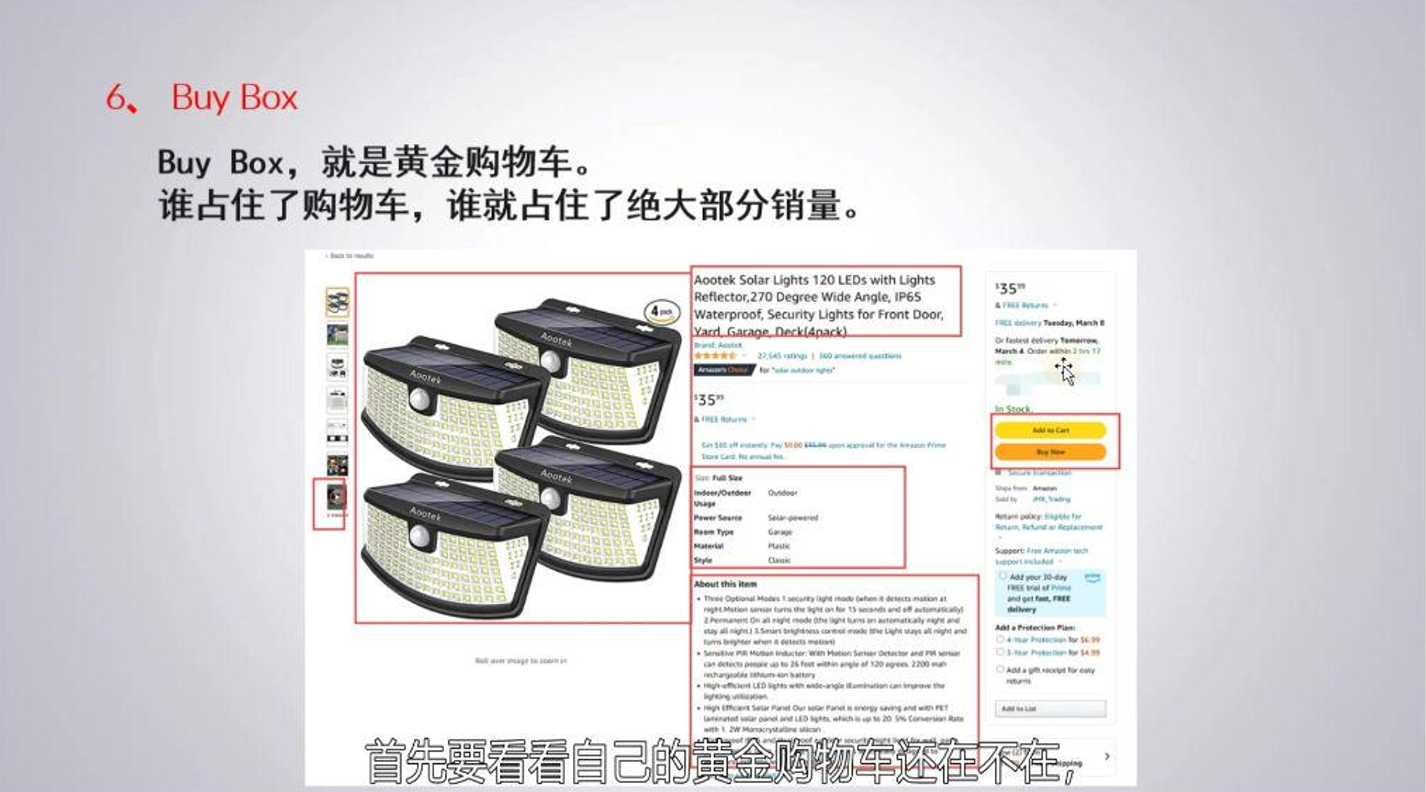 6、 Buy Box
Buy Box，就是黄金购物车。
谁占住了购物车，谁就占住了绝大部分销量。
‹ Back to results
4 pack
Aootek
Aootek
Aootek
Aootek
Roll over image to zoom in
Aootek Solar Lights 120 LEDs with Lights
Reflector,270 Degree Wide Angle, IP65
Waterproof, Security Lights for Front Door,
Yard, Garage, Deck(4pack)
Brand: Aootek
27,545 ratings | 360 answered questions
Amazon's Choice for "solar outdoor lights"
$35⁹⁹
& FREE Returns
Get $60 off instantly: Pay $0.00 $35.99 upon approval for the Amazon Prime
Store Card. No annual fee.
Size: Full Size
Indoor/Outdoor Usage Outdoor
Power Source Solar-powered
Room Type Garage
Material Plastic
Style Classic
About this item
• Three Optional Modes 1.security light mode (when it detects motion at
night.Motion sensor turns the light on for 15 seconds and off automatically)
2.Permanent On all night mode (the light turns on automatically night and
stay all night.) 3.Smart brightness control mode (the Light stays all night and
turns brighter when it detects motion)
• Sensitive PIR Motion Inductor: With Motion Sensor Detector and PIR sensor
can detects people up to 26 feet within angle of 120 agrees. 2200 mah
rechargeable lithium-ion battery
• High-efficient LED lights with wide-angle illumination can improve the
lighting utilization.
• High Efficient Solar Panel Our solar Panel is energy saving and with PET
laminated solar panel and LED lights, which is up to 20. 5% Conversion Rate
with 1. 2W Monocrystalline silicon
$35⁹⁹
& FREE Returns
FREE delivery Tuesday, March 8
Or fastest delivery Tomorrow,
March 4. Order within 2 hrs 17
mins
In Stock.
Add to Cart
Buy Now
Secure transaction
Ships from Amazon
Sold by JMR_Trading
Return policy: Eligible for
Return, Refund or Replacement
Support: Free Amazon tech
support included
Add your 30-day
FREE trial of Prime
and get fast, FREE
delivery
prime
Add a Protection Plan:
4-Year Protection for $6.99
3-Year Protection for $4.99
Add a gift receipt for easy
returns
Add to List
shipping.
首先要看看自己的黄金购物车还在不在，